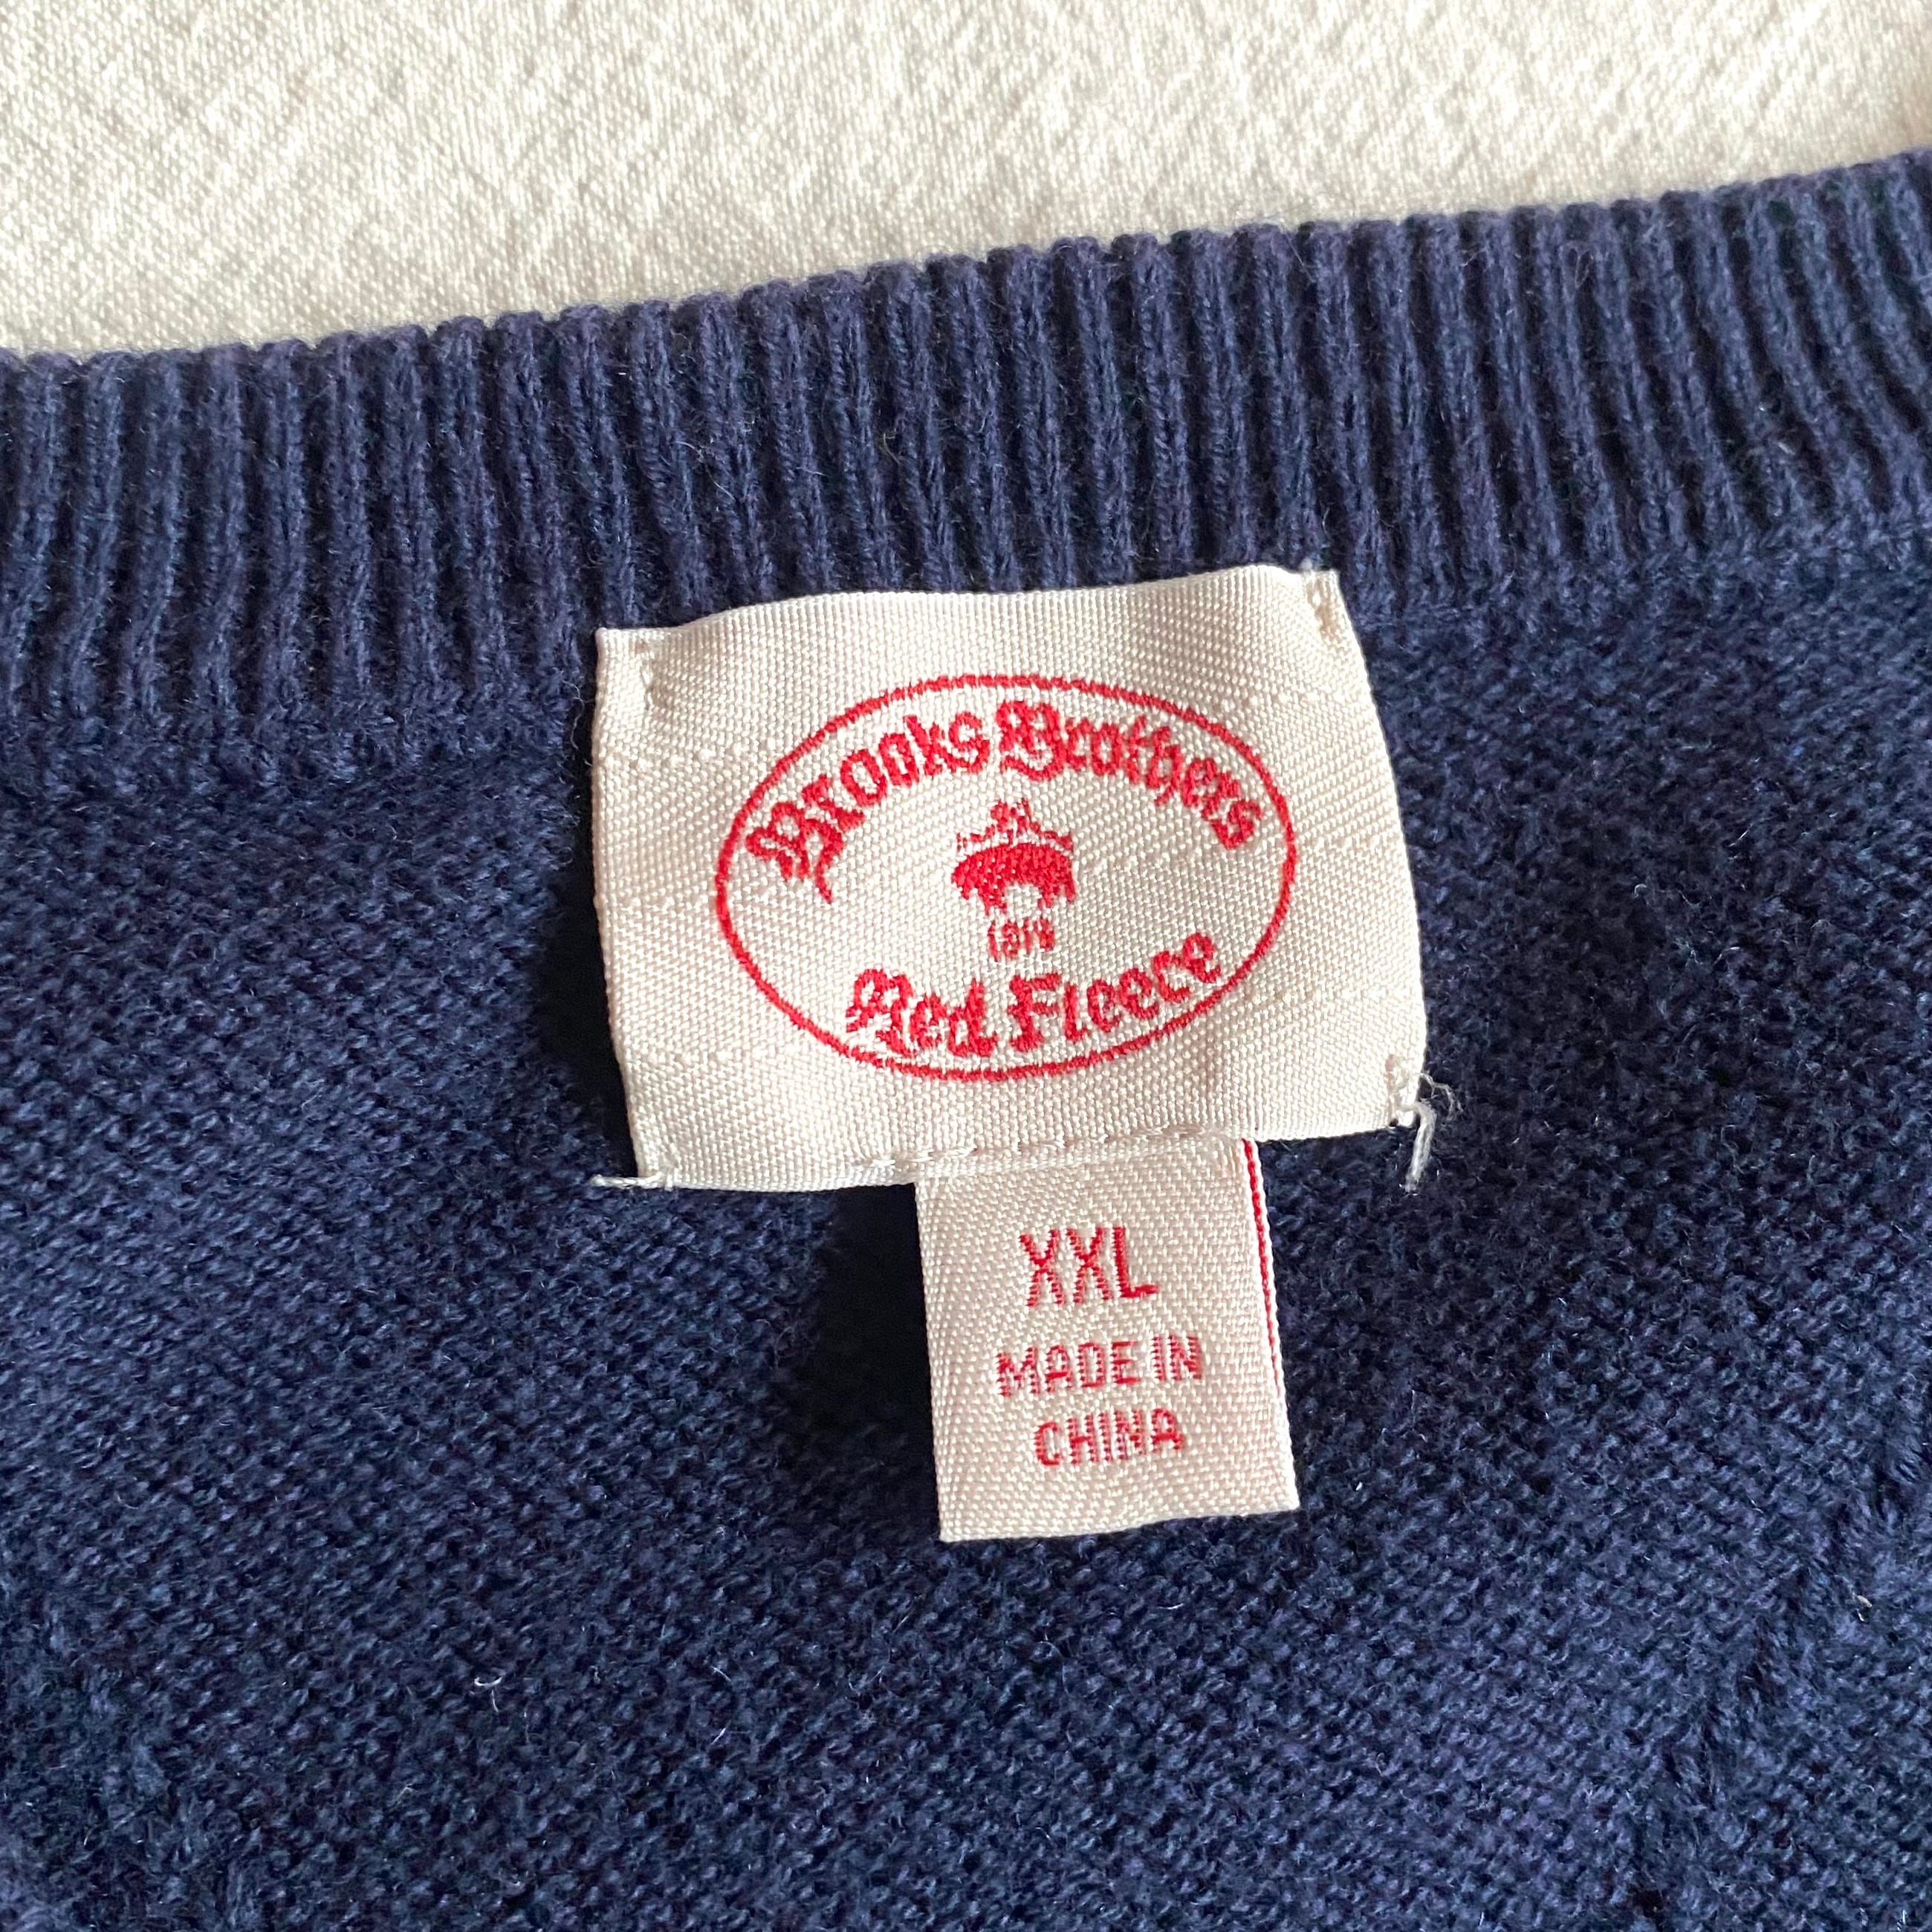 Brooks Brothers
1818
Red Fleece
XXL
MADE IN
CHINA